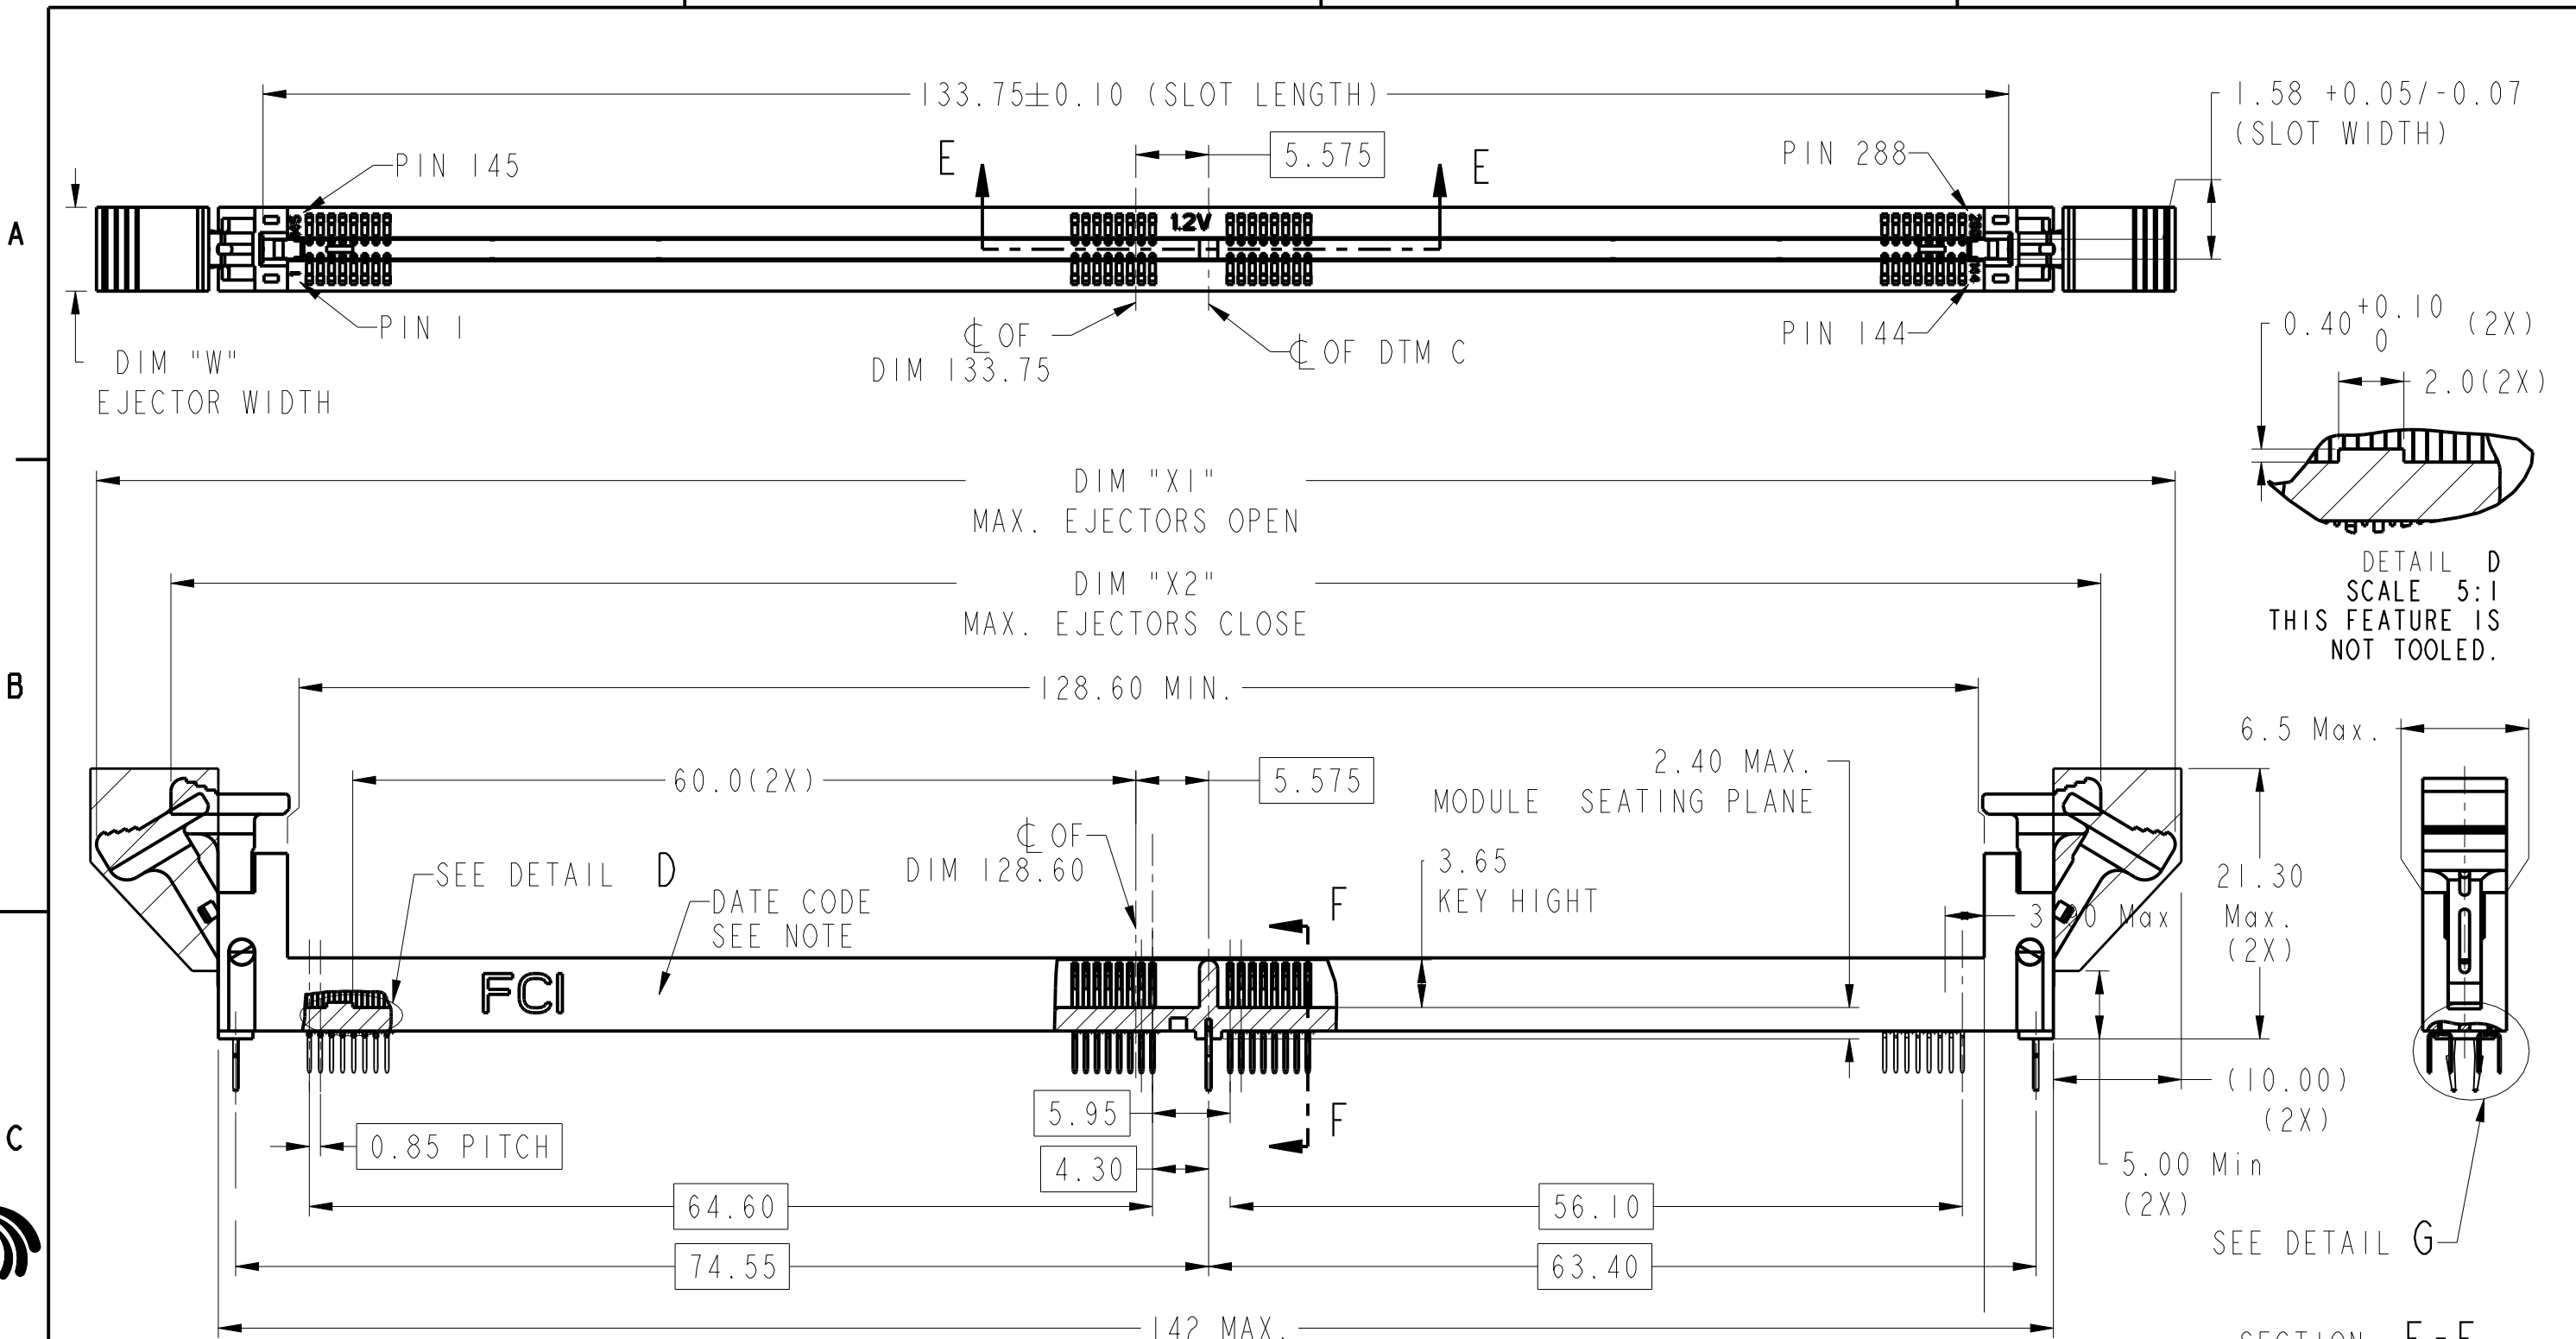 133.75±0.10 (SLOT LENGTH)
1.58 +0.05/-0.07
(SLOT WIDTH)
E
5.575
E
PIN 145
PIN 288
A
145
1.2V
288
1
144
PIN 1
PIN 144
DIM "W"
EJECTOR WIDTH
℄ OF
DIM 133.75
℄ OF DTM C
0.40 +0.10 (2X)
0
2.0(2X)
DIM "X1"
MAX. EJECTORS OPEN
DIM "X2"
MAX. EJECTORS CLOSE
DETAIL D
SCALE 5:1
THIS FEATURE IS
NOT TOOLED.
B
128.60 MIN.
6.5 Max.
60.0(2X)
5.575
2.40 MAX.
MODULE SEATING PLANE
℄ OF
DIM 128.60
3.65
KEY HIGHT
SEE DETAIL D
DATE CODE
SEE NOTE
F
21.30
Max.
(2X)
Max
FCI
(10.00)
(2X)
5.95
F
C
0.85 PITCH
4.30
5.00 Min
(2X)
64.60
56.10
SEE DETAIL G
74.55
63.40
142 MAX.